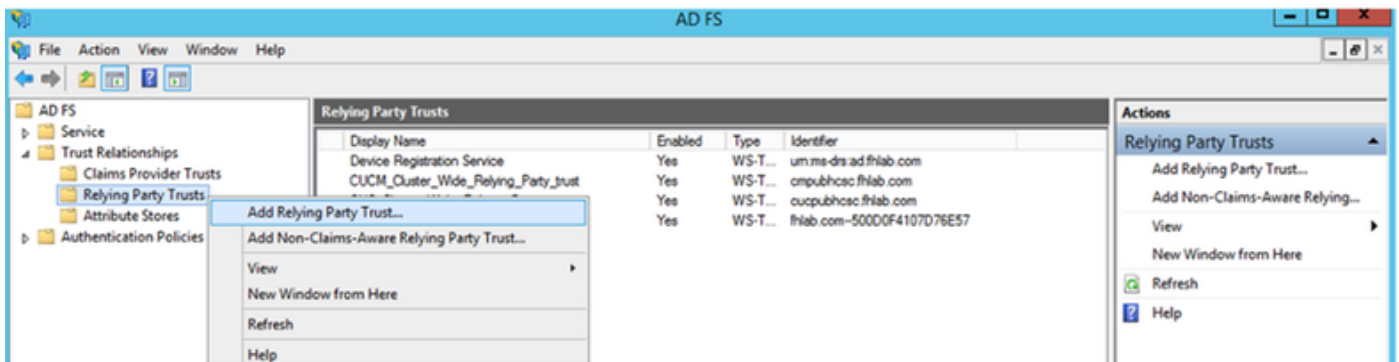 AD FS
File Action View Window Help
AD FS
Service
Trust Relationships
Claims Provider Trusts
Relying Party Trusts
Attribute Stores
Authentication Policies
Relying Party Trusts
Display Name Enabled Type Identifier
Device Registration Service Yes WS-T... urn:ms-drs:ad.fhlab.com
CUCM_Cluster_Wide_Relying_Party_trust Yes WS-T... cmpubhcsc.fhlab.com
Yes WS-T... cucpubhcsc.fhlab.com
Yes WS-T... fhlab.com--500D0F4107D76E57
Add Relying Party Trust...
Add Non-Claims-Aware Relying Party Trust...
View
New Window from Here
Refresh
Help
Actions
Relying Party Trusts
Add Relying Party Trust...
Add Non-Claims-Aware Relying...
View
New Window from Here
Refresh
Help